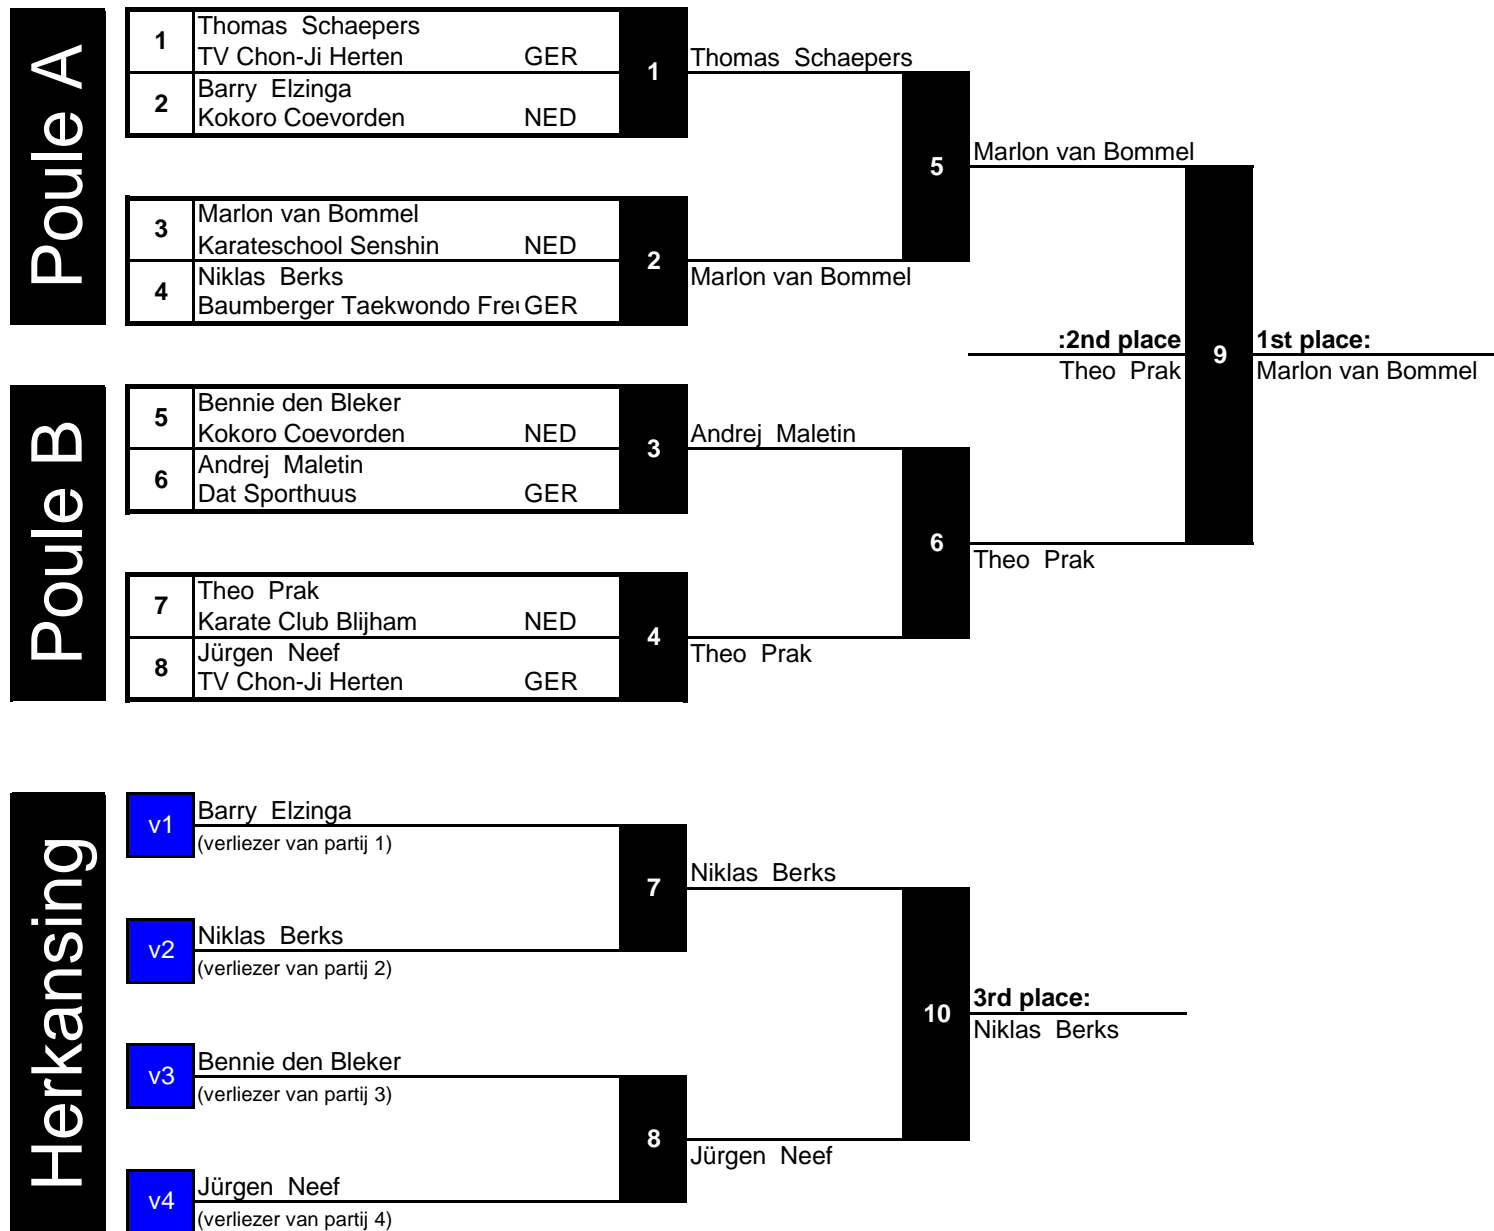 Poule A
1
Thomas Schaepers
TV Chon-Ji Herten GER
2
Barry Elzinga
Kokoro Coevorden NED
1
Thomas Schaepers
3
Marlon van Bommel
Karateschool Senshin NED
4
Niklas Berks
Baumberger Taekwondo Freu GER
2
Marlon van Bommel
5
Marlon van Bommel
Poule B
5
Bennie den Bleker
Kokoro Coevorden NED
6
Andrej Maletin
Dat Sporthuus GER
3
Andrej Maletin
7
Theo Prak
Karate Club Blijham NED
8
Jürgen Neef
TV Chon-Ji Herten GER
4
Theo Prak
6
Theo Prak
:2nd place
Theo Prak
9
1st place:
Marlon van Bommel
Herkansing
v1
Barry Elzinga
(verliezer van partij 1)
v2
Niklas Berks
(verliezer van partij 2)
7
Niklas Berks
v3
Bennie den Bleker
(verliezer van partij 3)
v4
Jürgen Neef
(verliezer van partij 4)
8
Jürgen Neef
10
3rd place:
Niklas Berks